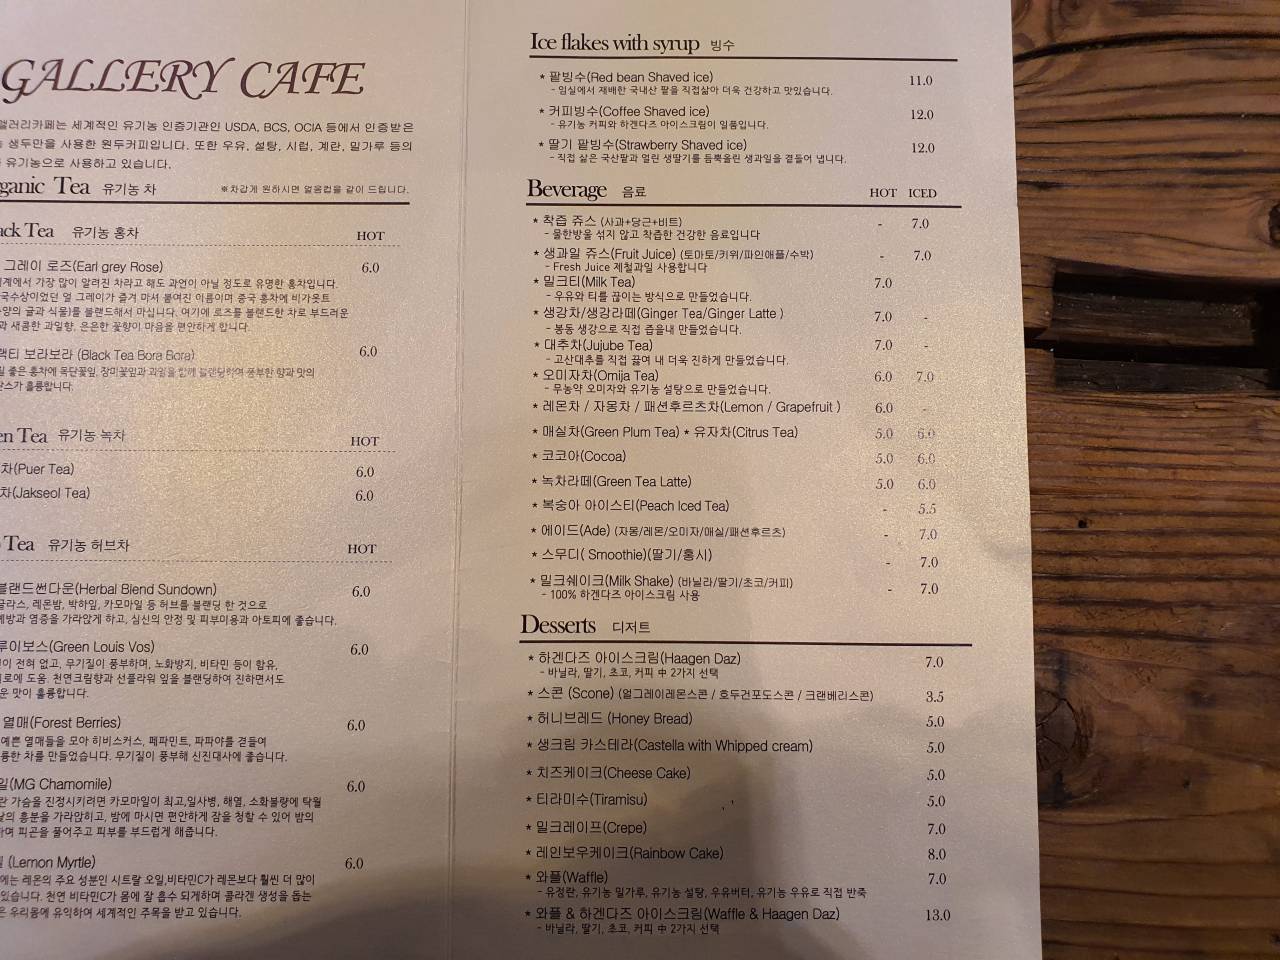 GALLERY CAFE
갤러리카페는 세계적인 유기농 인증기관인 USDA, BCS, OCIA 등에서 인증받은
생두만을 사용한 원두커피입니다. 또한 우유, 설탕, 시럽, 계란, 밀가루 등의
유기농으로 사용하고 있습니다.
ganic Tea 유기농 차 ※차갑게 원하시면 얼음컵을 같이 드립니다.
ack Tea 유기농 홍차 HOT
그레이 로즈(Earl grey Rose) 6.0
계에서 가장 많이 알려진 차라고 해도 과언이 아닐 정도로 유명한 홍차입니다.
국수상이었던 얼 그레이가 즐겨 마셔 붙여진 이름이며 중국 홍차에 비가못트
양의 귤과 식물)를 블랜드해서 마십니다. 여기에 로즈를 블랜드한 차로 부드러운
과 새콤한 과일향, 은은한 꽃향이 마음을 편안하게 합니다.
랙티 보라보라 (Black Tea Bora Bora) 6.0
질 좋은 홍차에 목단꽃잎, 장미꽃잎과 과일을 함께 블랜딩하여 풍부한 향과 맛의
란스가 훌륭합니다.
en Tea 유기농 녹차 HOT
차(Puer Tea) 6.0
차(Jakseol Tea) 6.0
Tea 유기농 허브차 HOT
블랜드썬다운(Herbal Blend Sundown) 6.0
글라스, 레몬밤, 박하잎, 카모마일 등 허브를 블랜딩 한 것으로
예방과 염증을 가라앉게 하고, 심신의 안정 및 피부미용과 아토피에 좋습니다.
루이보스(Green Louis Vos) 6.0
이 전혀 없고, 무기질이 풍부하며, 노화방지, 비타민 등이 함유,
로에 도움. 천연크림향과 선플라워 잎을 블랜딩하여 진하면서도
운 맛이 훌륭합니다.
열매(Forest Berries) 6.0
예쁜 열매들을 모아 히비스커스, 페파민트, 파파야를 곁들여
륭한 차를 만들었습니다. 무기질이 풍부해 신진대사에 좋습니다.
일(MG Chamomile) 6.0
란 가슴을 진정시키려면 카모마일이 최고,일사병, 해열, 소화불량에 탁월
날의 흥분을 가라앉히고, 밤에 마시면 편안하게 잠을 청할 수 있어 밤의
하며 피곤을 풀어주고 피부를 부드럽게 해줍니다.
(Lemon Myrtle) 6.0
에는 레몬의 주요 성분인 시트랄 오일,비타민C가 레몬보다 훨씬 더 많이
있습니다. 천연 비타민C가 몸에 잘 흡수 되게하며 콜라겐 생성을 돕는
은 우리몸에 유익하여 세계적인 주목을 받고 있습니다.
Ice flakes with syrup 빙수
* 팥빙수(Red bean Shaved ice) 11.0
- 임실에서 재배한 국내산 팥을 직접삶아 더욱 건강하고 맛있습니다.
* 커피빙수(Coffee Shaved ice) 12.0
- 유기농 커피와 하겐다즈 아이스크림이 일품입니다.
* 딸기 팥빙수(Strawberry Shaved ice) 12.0
- 직접 삶은 국산팥과 얼린 생딸기를 듬뿍올린 생과일을 곁들어 냅니다.
Beverage 음료 HOT ICED
* 착즙 쥬스 (사과+당근+비트) - 7.0
- 물한방울 섞지 않고 착즙한 건강한 음료입니다
* 생과일 쥬스(Fruit Juice) (토마토/키위/파인애플/수박) - 7.0
- Fresh Juice 제철과일 사용합니다
* 밀크티(Milk Tea) 7.0
- 우유와 티를 끓이는 방식으로 만들었습니다.
* 생강차/생강라떼(Ginger Tea/Ginger Latte ) 7.0 -
- 봉동 생강으로 직접 즙을내 만들었습니다.
* 대추차(Jujube Tea) 7.0 -
- 고산대추를 직접 끓여 내 더욱 진하게 만들었습니다.
* 오미자차(Omija Tea) 6.0 7.0
- 무농약 오미자와 유기농 설탕으로 만들었습니다.
* 레몬차 / 자몽차 / 패션후르츠차(Lemon / Grapefruit ) 6.0 -
* 매실차(Green Plum Tea) * 유자차(Citrus Tea) 5.0 6.0
* 코코아(Cocoa) 5.0 6.0
* 녹차라떼(Green Tea Latte) 5.0 6.0
* 복숭아 아이스티(Peach Iced Tea) - 5.5
* 에이드(Ade) (자몽/레몬/오미자/매실/패션후르츠) - 7.0
* 스무디( Smoothie)(딸기/홍시) - 7.0
* 밀크쉐이크(Milk Shake) (바닐라/딸기/초코/커피) - 7.0
- 100% 하겐다즈 아이스크림 사용
Desserts 디저트
* 하겐다즈 아이스크림(Haagen Daz) 7.0
- 바닐라, 딸기, 초코, 커피 中 2가지 선택
* 스콘 (Scone) (얼그레이레몬스콘 / 호두건포도스콘 / 크랜베리스콘) 3.5
* 허니브레드 (Honey Bread) 5.0
* 생크림 카스테라(Castella with Whipped cream) 5.0
* 치즈케이크(Cheese Cake) 5.0
* 티라미수(Tiramisu) 5.0
* 밀크레이프(Crepe) 7.0
* 레인보우케이크(Rainbow Cake) 8.0
* 와플(Waffle) 7.0
- 유정란, 유기농 밀가루, 유기농 설탕, 우유버터, 유기농 우유로 직접 반죽
* 와플 & 하겐다즈 아이스크림(Waffle & Haagen Daz) 13.0
- 바닐라, 딸기, 초코, 커피 中 2가지 선택